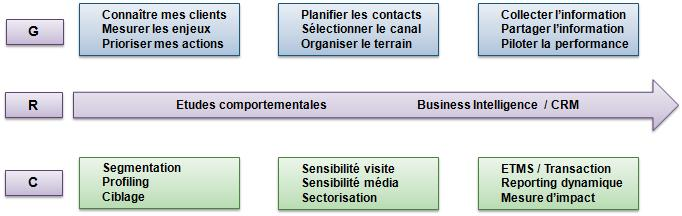 G
Connaître mes clients
Mesurer les enjeux
Prioriser mes actions
Planifier les contacts
Sélectionner le canal
Organiser le terrain
Collecter l'information
Partager l'information
Piloter la performance
R
Etudes comportementales
Business Intelligence / CRM
C
Segmentation
Profiling
Ciblage
Sensibilité visite
Sensibilité média
Sectorisation
ETMS / Transaction
Reporting dynamique
Mesure d'impact